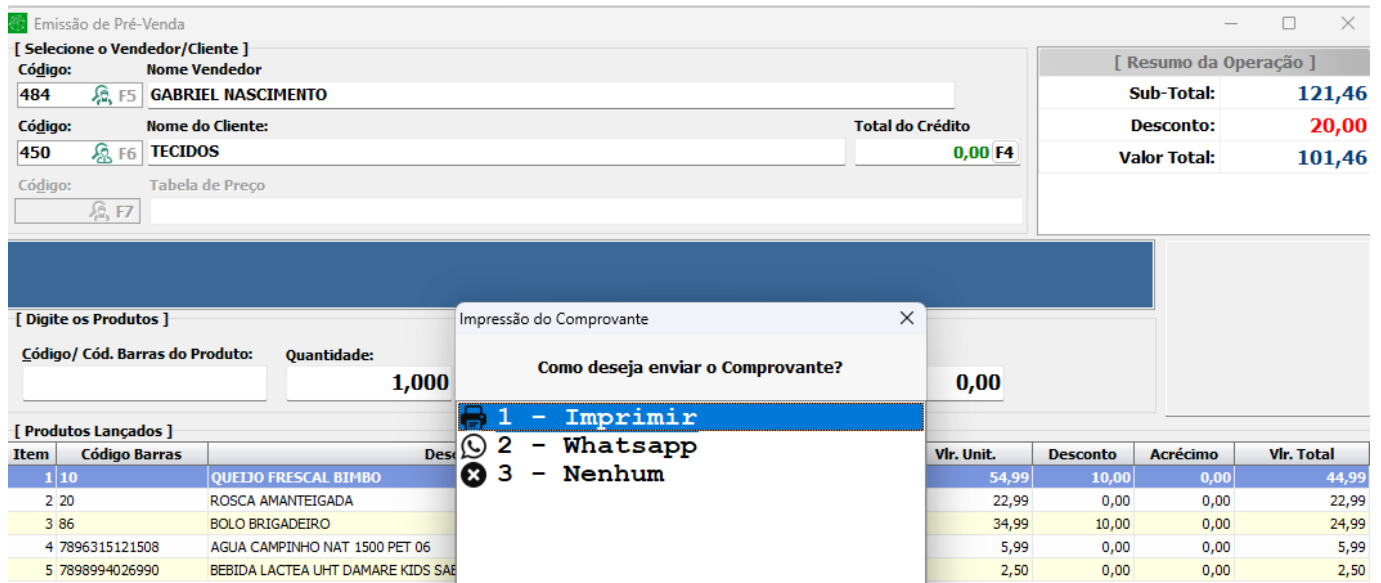 Emissão de Pré-Venda
[ Selecione o Vendedor/Cliente ]
Código: Nome Vendedor
484 F5 GABRIEL NASCIMENTO
Código: Nome do Cliente: Total do Crédito
450 F6 TECIDOS 0,00 F4
Código: Tabela de Preço
F7
[ Resumo da Operação ]
Sub-Total: 121,46
Desconto: 20,00
Valor Total: 101,46
[ Digite os Produtos ]
Código/ Cód. Barras do Produto: Quantidade:
1,000 0,00
Impressão do Comprovante
Como deseja enviar o Comprovante?
1 - Imprimir
2 - Whatsapp
3 - Nenhum
[ Produtos Lançados ]
Item Código Barras Vlr. Unit. Desconto Acrécimo Vlr. Total
1 10 QUEIJO FRESCAL BIMBO 54,99 10,00 0,00 44,99
2 20 ROSCA AMANTEIGADA 22,99 0,00 0,00 22,99
3 86 BOLO BRIGADEIRO 34,99 10,00 0,00 24,99
4 7896315121508 AGUA CAMPINHO NAT 1500 PET 06 5,99 0,00 0,00 5,99
5 7898994026990 BEBIDA LACTEA UHT DAMARE KIDS 2,50 0,00 0,00 2,50